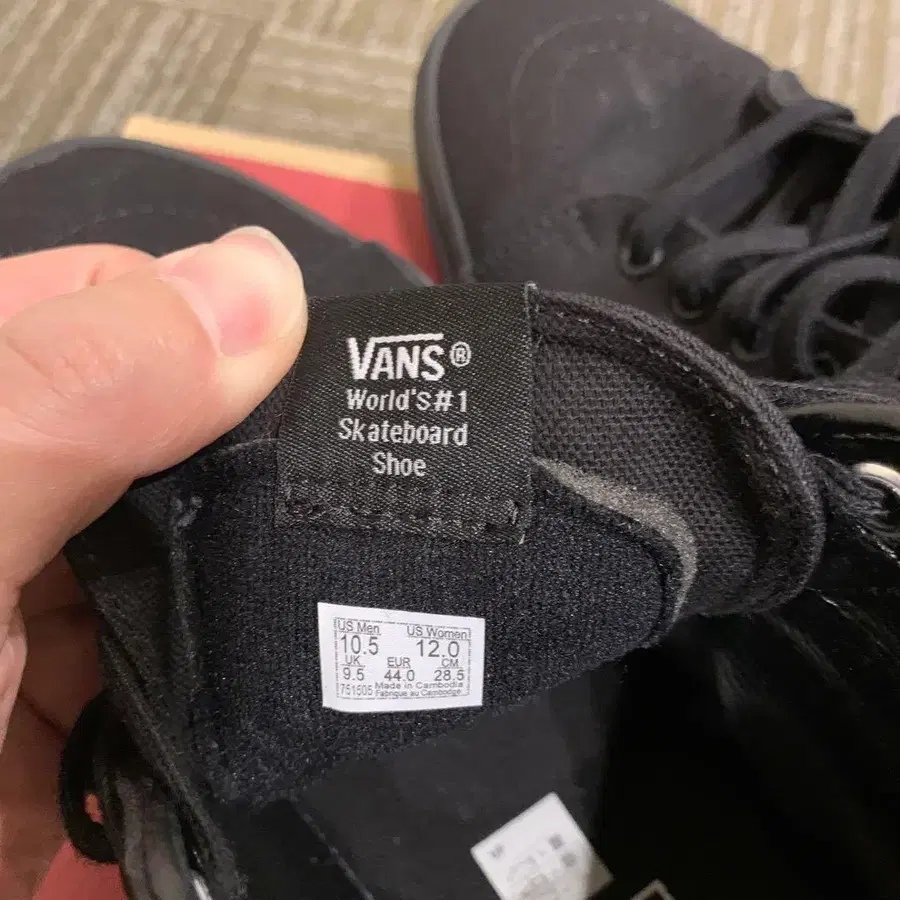 VANS®
World's#1
Skateboard
Shoe
US Men US Women
10.5 12.0
UK EUR CM
9.5 44.0 28.5
751505 Made in Cambodia
Fabrique au Cambodge